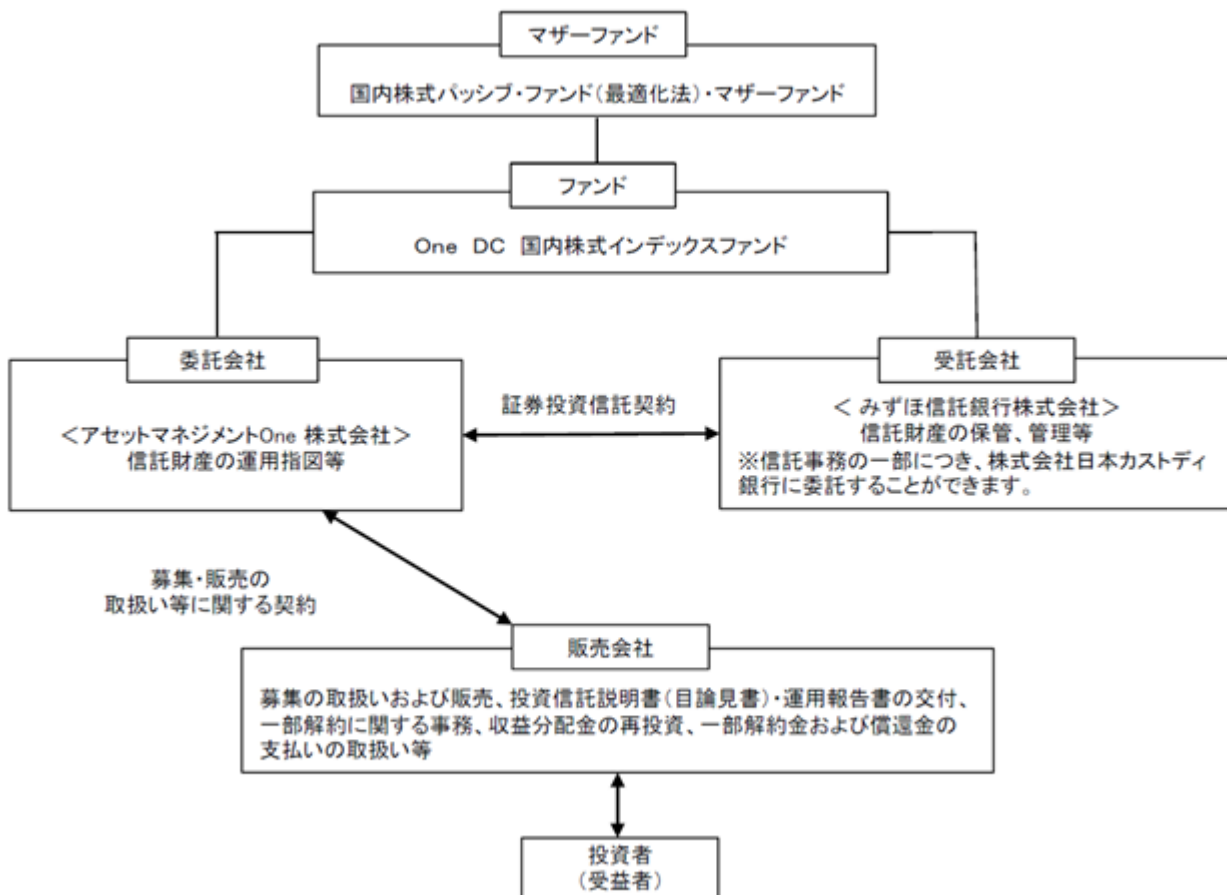 マザーファンド
国内株式パッシブ・ファンド（最適化法）・マザーファンド
ファンド
One DC 国内株式インデックスファンド
委託会社
＜アセットマネジメントOne 株式会社＞
信託財産の運用指図等
証券投資信託契約
受託会社
＜ みずほ信託銀行株式会社＞
信託財産の保管、管理等
※信託事務の一部につき、株式会社日本カストディ
銀行に委託することができます。
募集・販売の
取扱い等に関する契約
販売会社
募集の取扱いおよび販売、投資信託説明書（目論見書）・運用報告書の交付、
一部解約に関する事務、収益分配金の再投資、一部解約金および償還金の
支払いの取扱い等
投資者
（受益者）